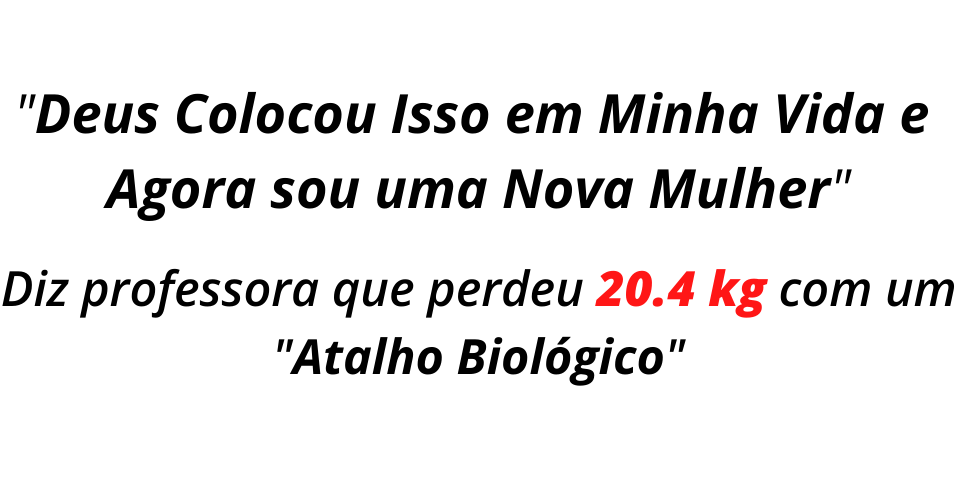 "Deus Colocou Isso em Minha Vida e
Agora sou uma Nova Mulher"
Diz professora que perdeu 20.4 kg com um
"Atalho Biológico"